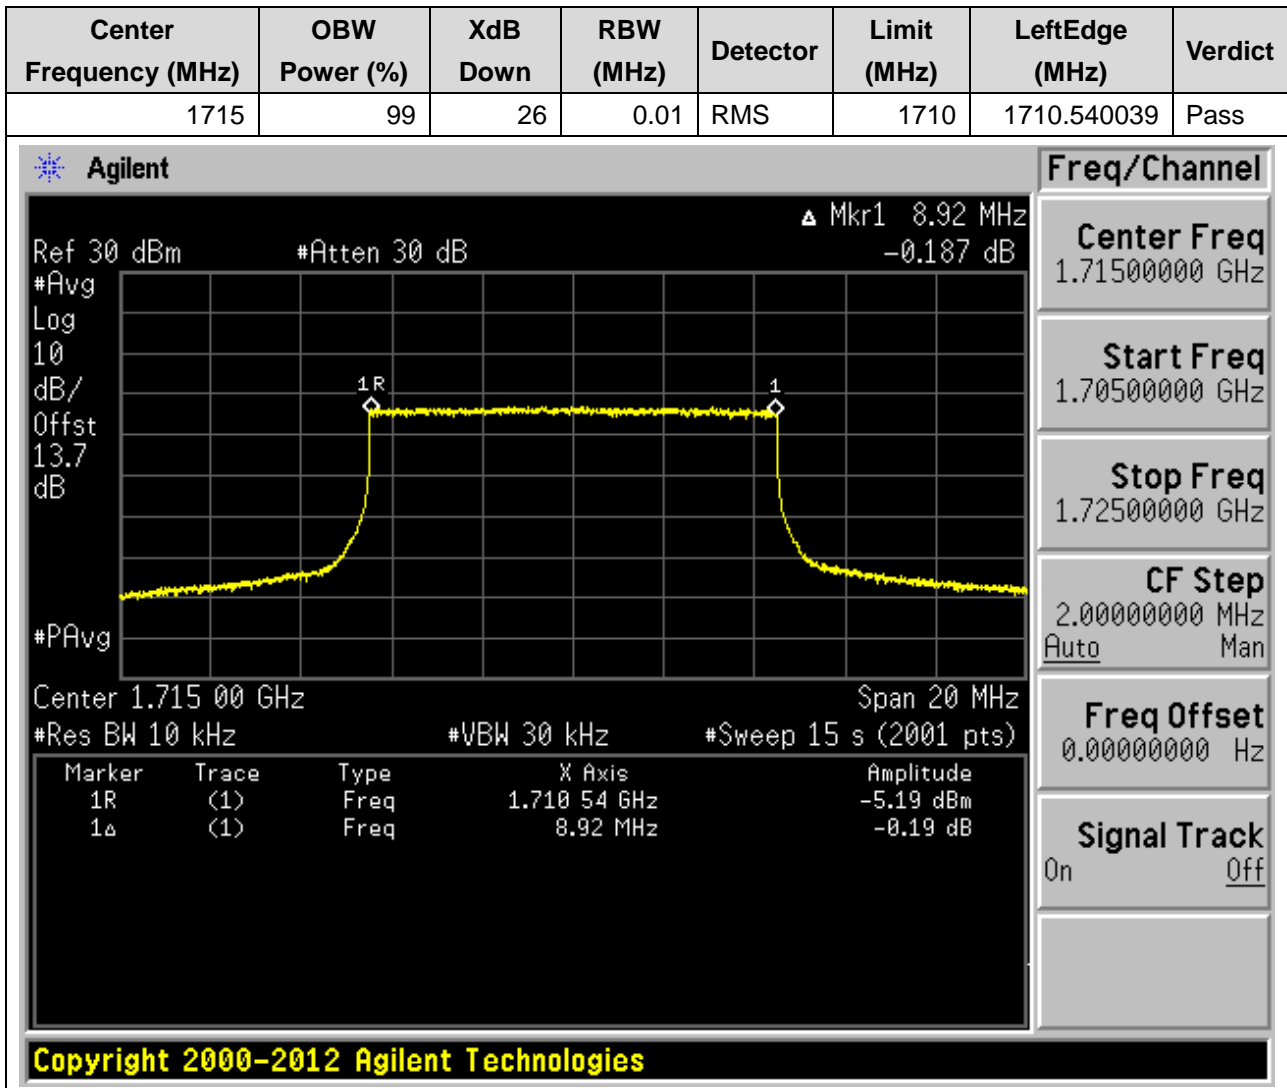 Center Frequency (MHz) OBW Power (%) XdB Down RBW (MHz) Detector Limit (MHz) LeftEdge (MHz) Verdict
1715 99 26 0.01 RMS 1710 1710.540039 Pass
Agilent
Freq/Channel
Δ Mkr1 8.92 MHz
Ref 30 dBm #Atten 30 dB -0.187 dB
#Avg
Log
10
dB/
Offst
13.7
dB
1R
1
#PAvg
Center 1.715 00 GHz Span 20 MHz
#Res BW 10 kHz #VBW 30 kHz #Sweep 15 s (2001 pts)
Marker Trace Type X Axis Amplitude
1R (1) Freq 1.710 54 GHz -5.19 dBm
1Δ (1) Freq 8.92 MHz -0.19 dB
Center Freq
1.71500000 GHz
Start Freq
1.70500000 GHz
Stop Freq
1.72500000 GHz
CF Step
2.00000000 MHz
Auto Man
Freq Offset
0.00000000 Hz
Signal Track
On Off
Copyright 2000-2012 Agilent Technologies